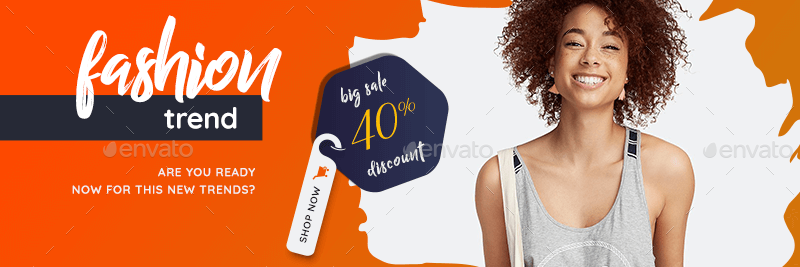 fashion
trend
ARE YOU READY
NOW FOR THIS NEW TRENDS?
big sale
40%
discount
SHOP NOW
envato
envato
envato